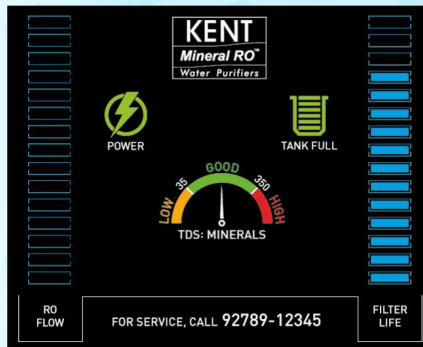 KENT
Mineral RO™
Water Purifiers
POWER
TANK FULL
LOW 35 GOOD 350 HIGH
TDS: MINERALS
RO FLOW
FOR SERVICE, CALL 92789-12345
FILTER LIFE